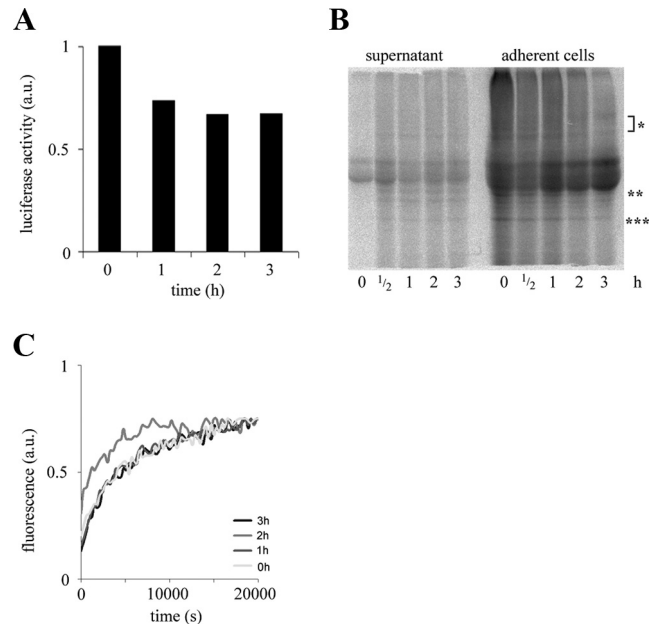 A
luciferase activity (a.u.)
1
0.5
0
0 1 2 3
time (h)
B
supernatant adherent cells
*
**
***
0 1/2 1 2 3 0 1/2 1 2 3 h
C
fluorescence (a.u.)
1
0.5
0
3h
2h
1h
0h
0 10000 20000
time (s)